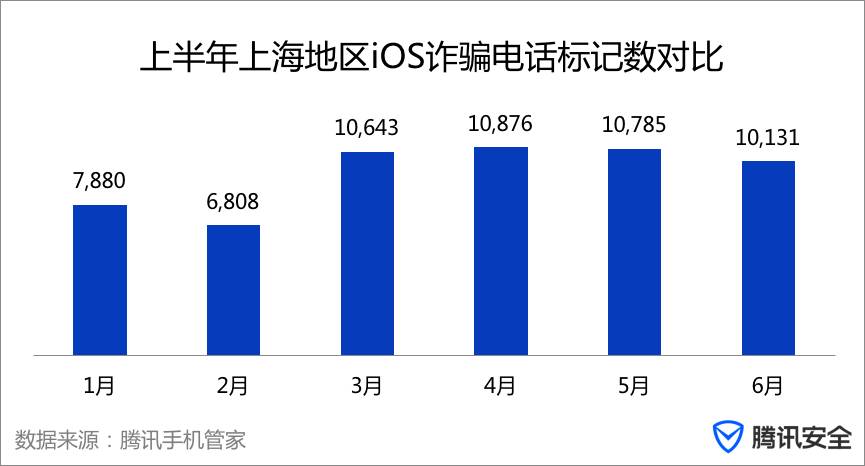 上半年上海地区iOS诈骗电话标记数对比
7,880
6,808
10,643
10,876
10,785
10,131
1月
2月
3月
4月
5月
6月
数据来源：腾讯手机管家
腾讯安全